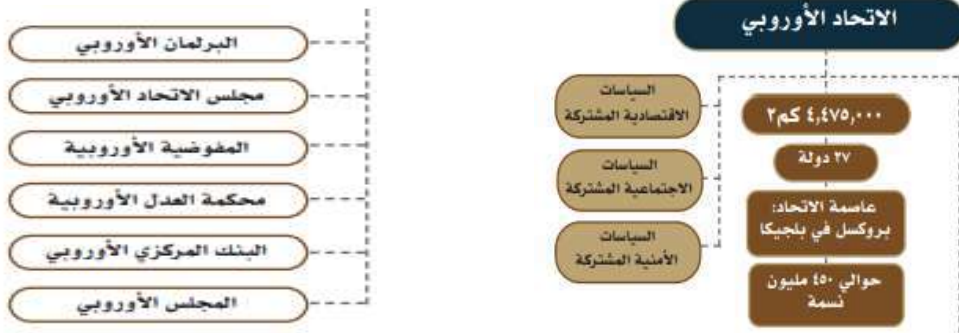 الاتحاد الأوروبي
٤,٤٧٥,٠٠٠ كم٢
٢٧ دولة
عاصمة الاتحاد:
بروكسل في بلجيكا
حوالي ٤٥٠ مليون
نسمة
السياسات
الاقتصادية المشتركة
السياسات
الاجتماعية المشتركة
السياسات
الأمنية المشتركة
البرلمان الأوروبي
مجلس الاتحاد الأوروبي
المفوضية الأوروبية
محكمة العدل الأوروبية
البنك المركزي الأوروبي
المجلس الأوروبي